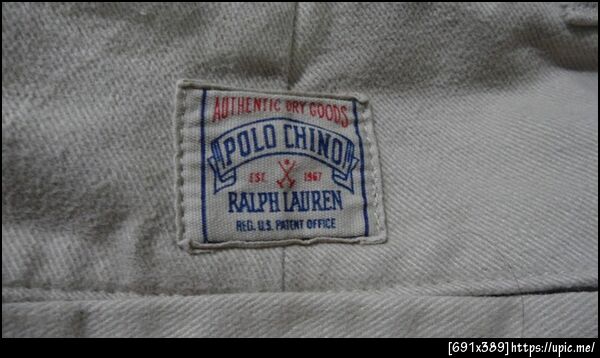 AUTHENTIC DRY GOODS
POLO CHINO
EST. 1967
RALPH LAUREN
REG. U.S. PATENT OFFICE
[691x389]https://upic.me/